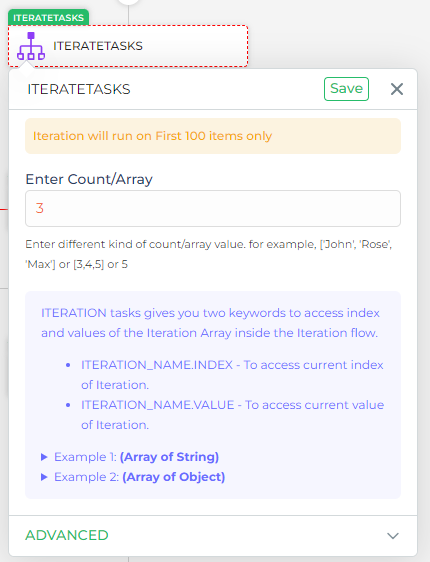 ITERATETASKS
ITERATETASKS
ITERATETASKS
Save
Iteration will run on First 100 items only
Enter Count/Array
3
Enter different kind of count/array value. for example, ['John', 'Rose',
'Max'] or [3,4,5] or 5
ITERATION tasks gives you two keywords to access index
and values of the Iteration Array inside the Iteration flow.
• ITERATION_NAME.INDEX - To access current index
of Iteration.
• ITERATION_NAME.VALUE - To access current value
of Iteration.
▶ Example 1: (Array of String)
▶ Example 2: (Array of Object)
ADVANCED